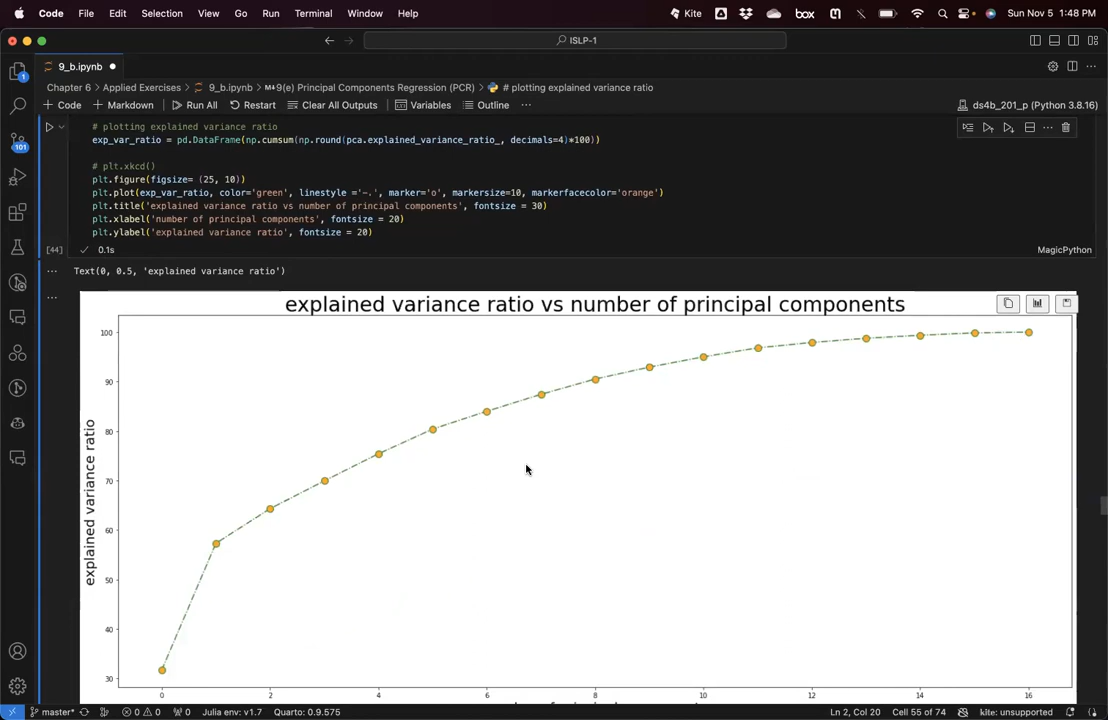 Code File Edit Selection View Go Run Terminal Window Help Kite box Sun Nov 5 1:48 PM
ISLP-1
9_b.ipynb
Chapter 6 > Applied Exercises > 9_b.ipynb > M↓9(e) Principal Components Regression (PCR) > # plotting explained variance ratio
+ Code + Markdown Run All Restart Clear All Outputs Variables Outline ... ds4b_201_p (Python 3.8.16)
# plotting explained variance ratio
exp_var_ratio = pd.DataFrame(np.cumsum(np.round(pca.explained_variance_ratio_, decimals=4)*100))
# plt.xkcd()
plt.figure(figsize= (25, 10))
plt.plot(exp_var_ratio, color='green', linestyle ='-.', marker='o', markersize=10, markerfacecolor='orange')
plt.title('explained variance ratio vs number of principal components', fontsize = 30)
plt.xlabel('number of principal components', fontsize = 20)
plt.ylabel('explained variance ratio', fontsize = 20)
[44] ✓ 0.1s MagicPython
... Text(0, 0.5, 'explained variance ratio')
...
explained variance ratio vs number of principal components
explained variance ratio
100
90
80
70
60
50
40
30
0 2 4 6 8 10 12 14 16
1
101
master* 0 0 0 Julia env: v1.7 Quarto: 0.9.575 Ln 2, Col 20 Cell 55 of 74 kite: unsupported